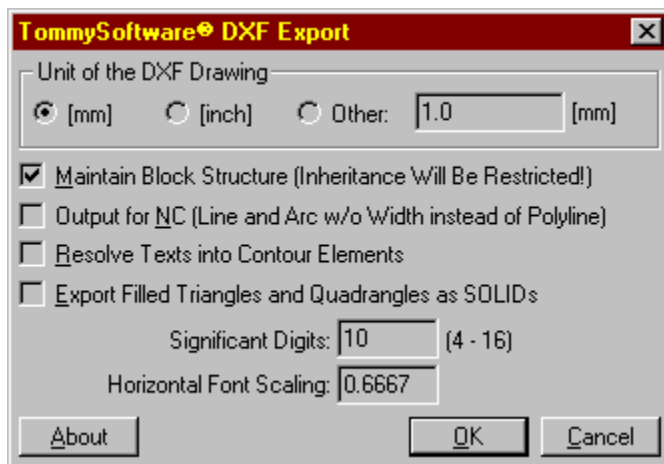 TommySoftware® DXF Export
Unit of the DXF Drawing
[mm] [inch] Other: 1.0 [mm]
Maintain Block Structure (Inheritance Will Be Restricted!)
Output for NC (Line and Arc w/o Width instead of Polyline)
Resolve Texts into Contour Elements
Export Filled Triangles and Quadrangles as SOLIDs
Significant Digits: 10 (4 - 16)
Horizontal Font Scaling: 0.6667
About OK Cancel